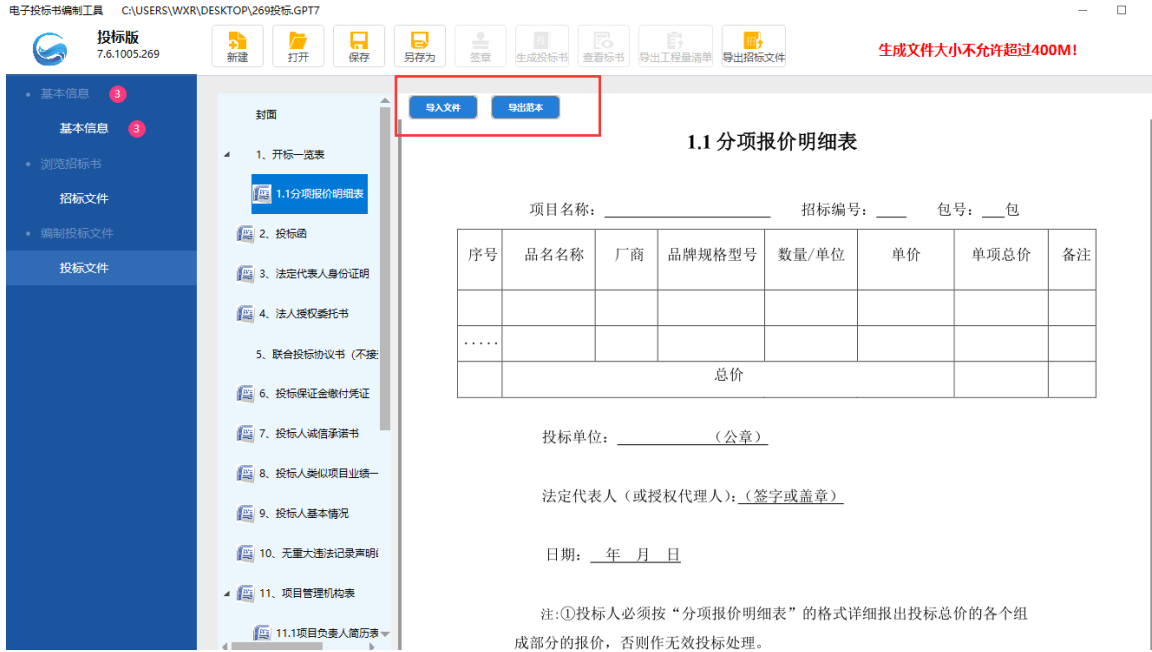 电子投标书编制工具 C:\USERS\WXR\DESKTOP\269投标.GPT7
投标版
7.6.1005.269
新建
打开
保存
另存为
签章
生成投标书
查看标书
导出工程量清单
导出招标文件
生成文件大小不允许超过400M!
基本信息 3
基本信息 3
浏览招标书
招标文件
编制投标文件
投标文件
封面
1、开标一览表
1.1分项报价明细表
2、投标函
3、法定代表人身份证明
4、法人授权委托书
5、联合投标协议书（不接
6、投标保证金缴付凭证
7、投标人诚信承诺书
8、投标人类似项目业绩一
9、投标人基本情况
10、无重大违法记录声明
11、项目管理机构表
11.1项目负责人简历表
导入文件 导出范本
1.1 分项报价明细表
项目名称： 招标编号： 包号： 包
序号 品名名称 厂商 品牌规格型号 数量/单位 单价 单项总价 备注
·····
总价
投标单位： （公章）
法定代表人（或授权代理人）：（签字或盖章）
日期： 年 月 日
注:①投标人必须按“分项报价明细表”的格式详细报出投标总价的各个组
成部分的报价，否则作无效投标处理。